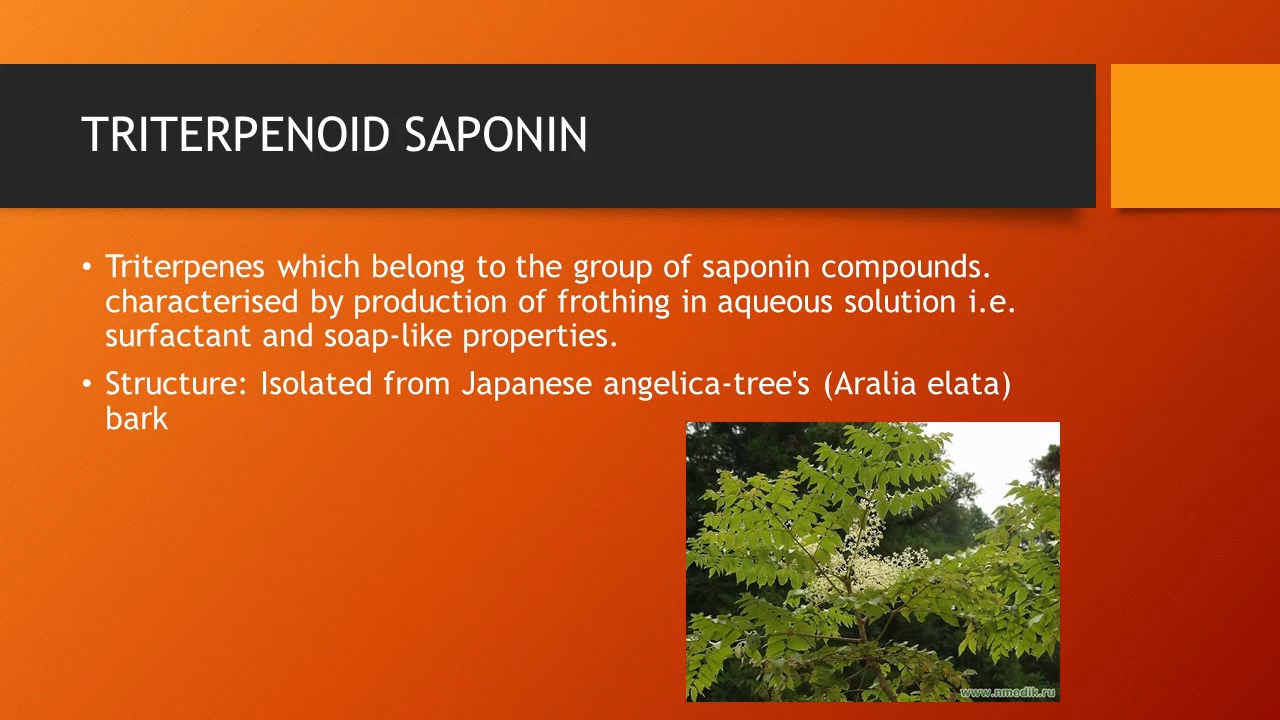 TRITERPENOID SAPONIN
• Triterpenes which belong to the group of saponin compounds.
characterised by production of frothing in aqueous solution i.e.
surfactant and soap-like properties.
• Structure: Isolated from Japanese angelica-tree's (Aralia elata)
bark
www.nmedik.ru